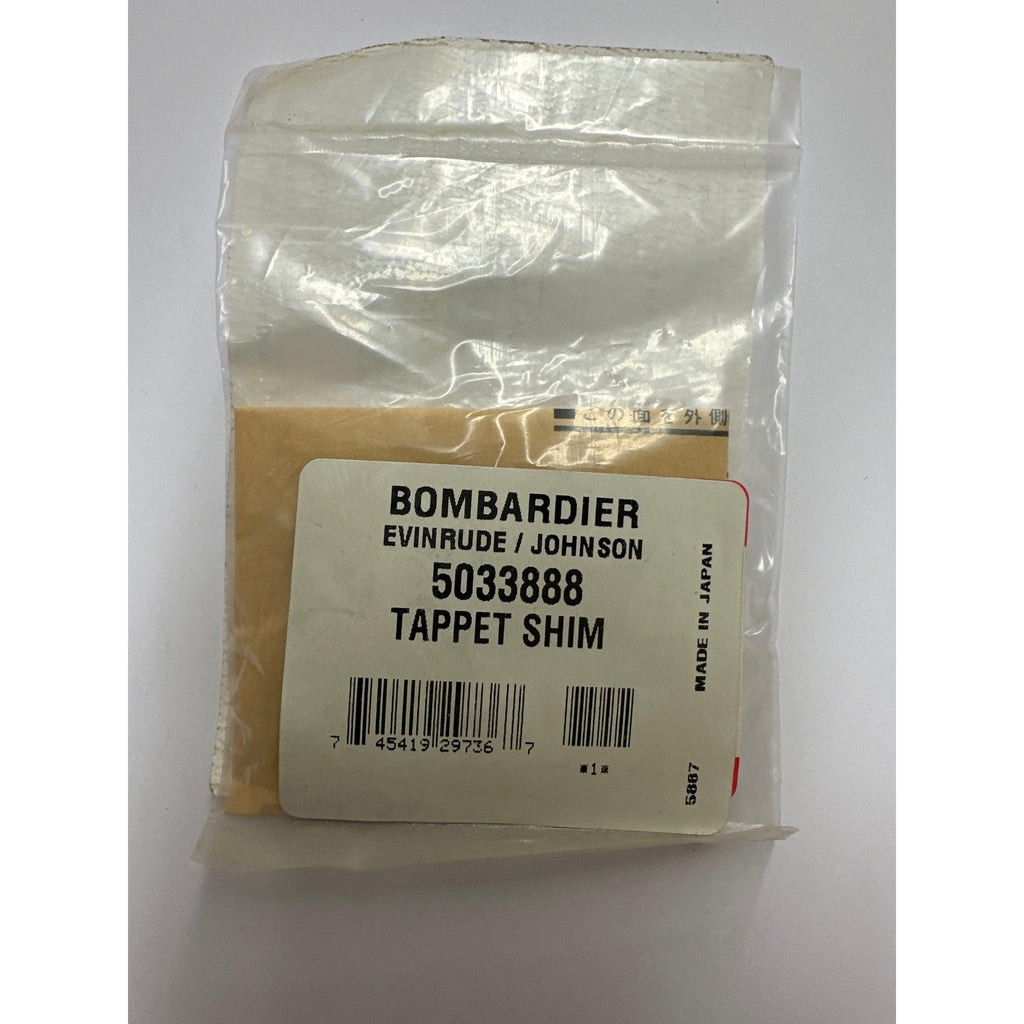 この面を外側
BOMBARDIER
EVINRUDE / JOHNSON
5033888
TAPPET SHIM
7 45419 29736 7
*1*
MADE IN JAPAN
5887